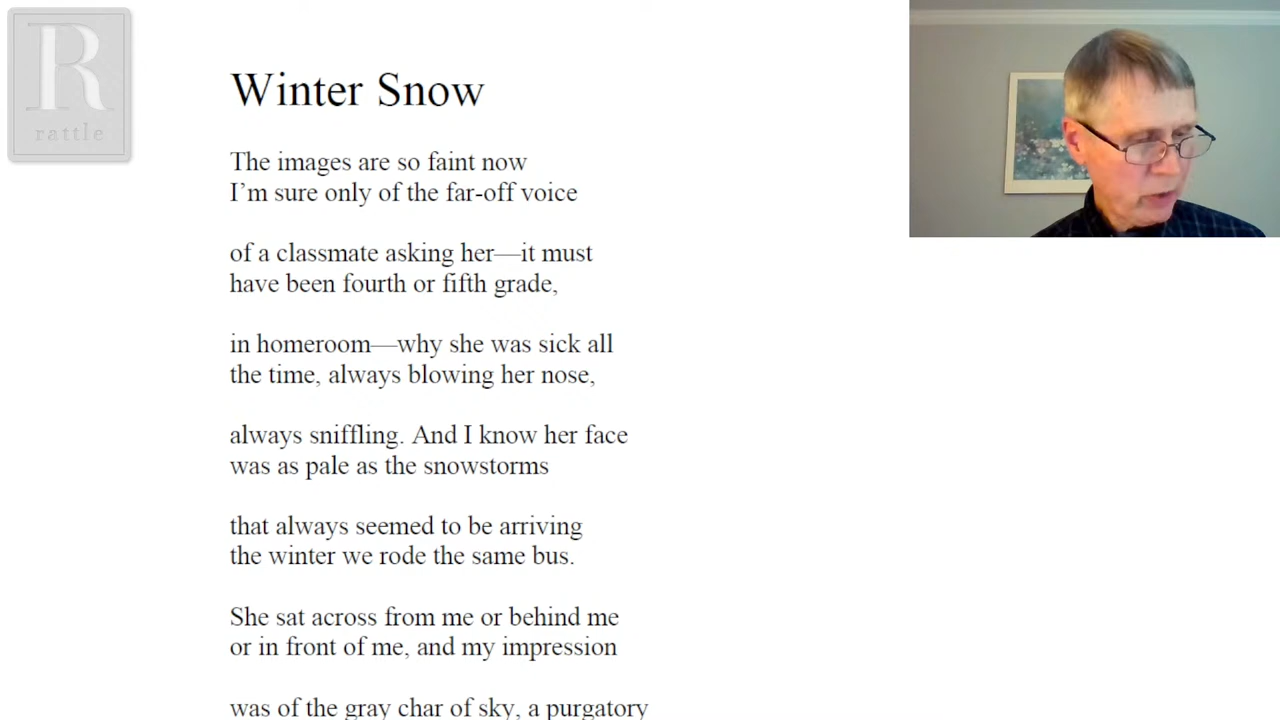 R
rattle
Winter Snow
The images are so faint now
I’m sure only of the far-off voice
of a classmate asking her—it must
have been fourth or fifth grade,
in homeroom—why she was sick all
the time, always blowing her nose,
always sniffling. And I know her face
was as pale as the snowstorms
that always seemed to be arriving
the winter we rode the same bus.
She sat across from me or behind me
or in front of me, and my impression
was of the gray char of sky, a purgatory